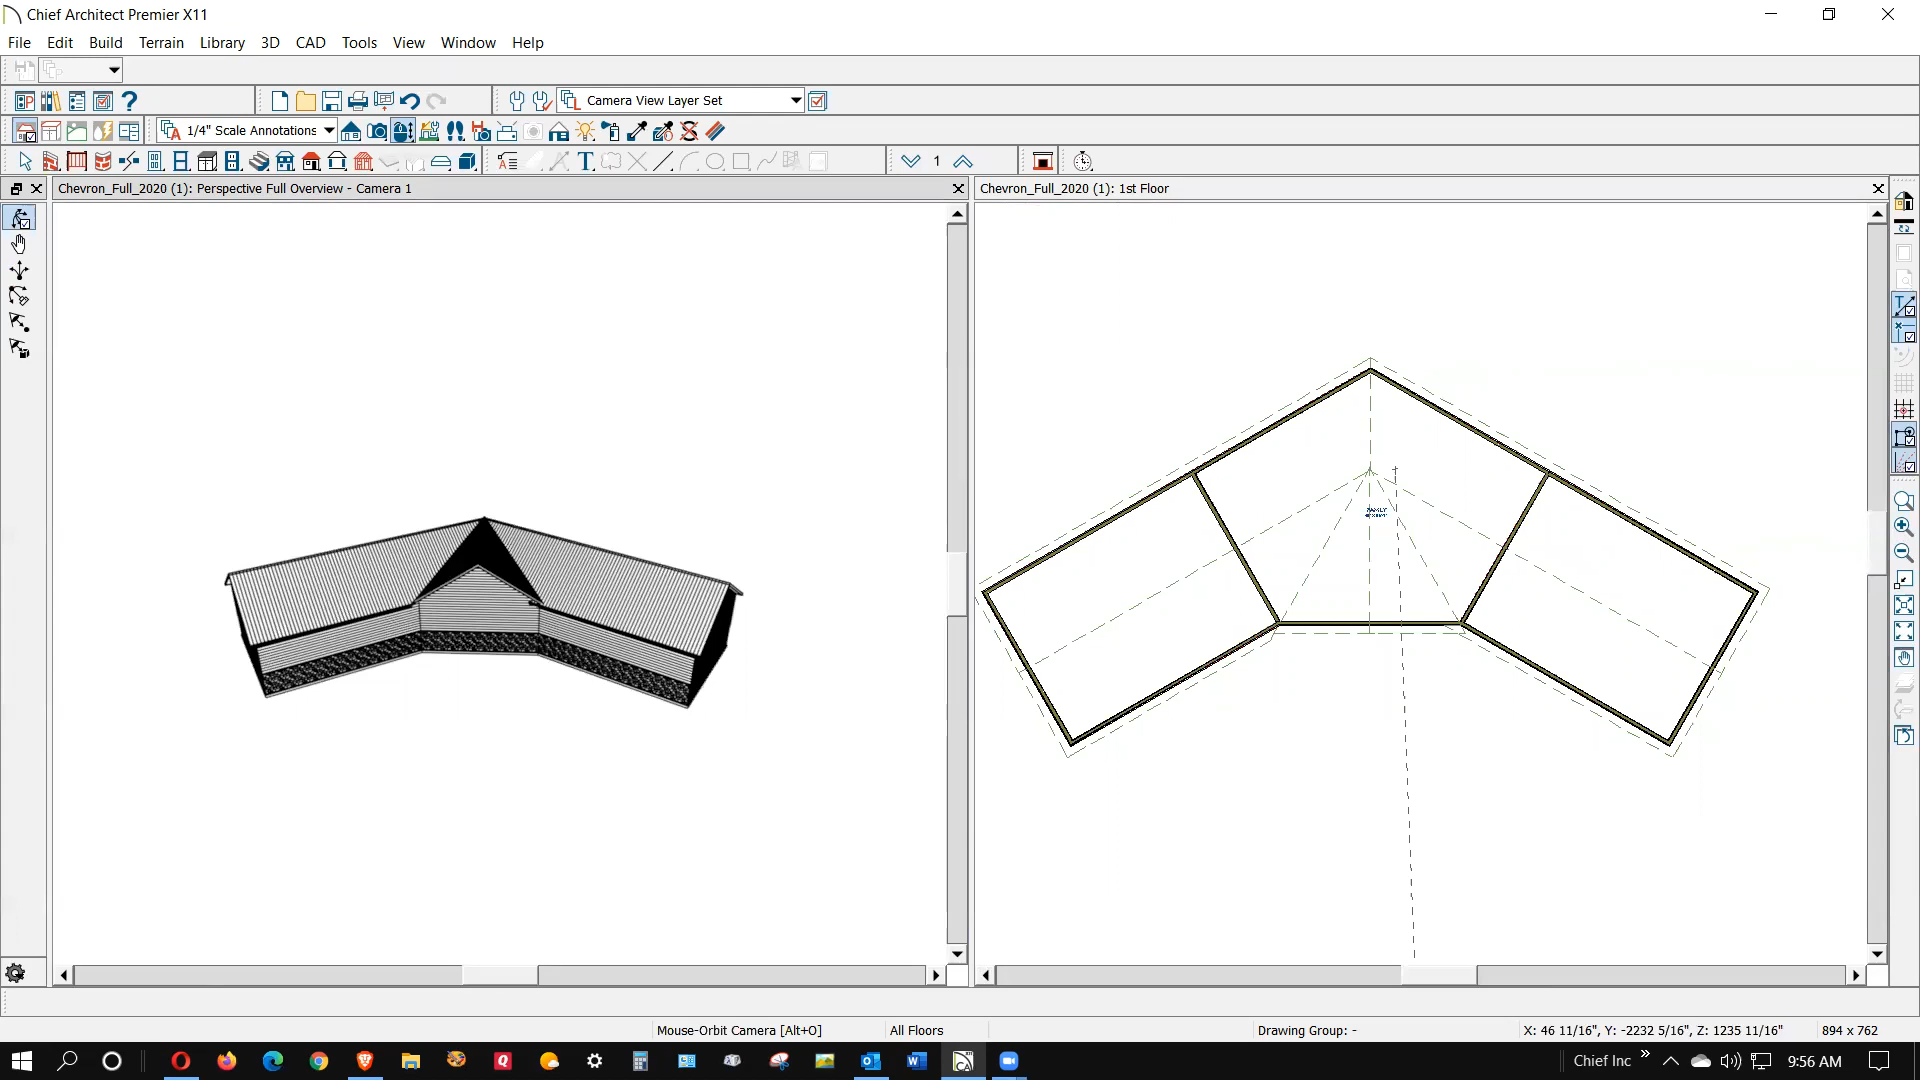 Chief Architect Premier X11
File Edit Build Terrain Library 3D CAD Tools View Window Help
Camera View Layer Set
1/4" Scale Annotations
1
Chevron_Full_2020 (1): Perspective Full Overview - Camera 1
Chevron_Full_2020 (1): 1st Floor
FAMILY
Mouse-Orbit Camera [Alt+O]
All Floors
Drawing Group: -
X: 46 11/16", Y: -2232 5/16", Z: 1235 11/16"
894 x 762
Chief Inc
9:56 AM